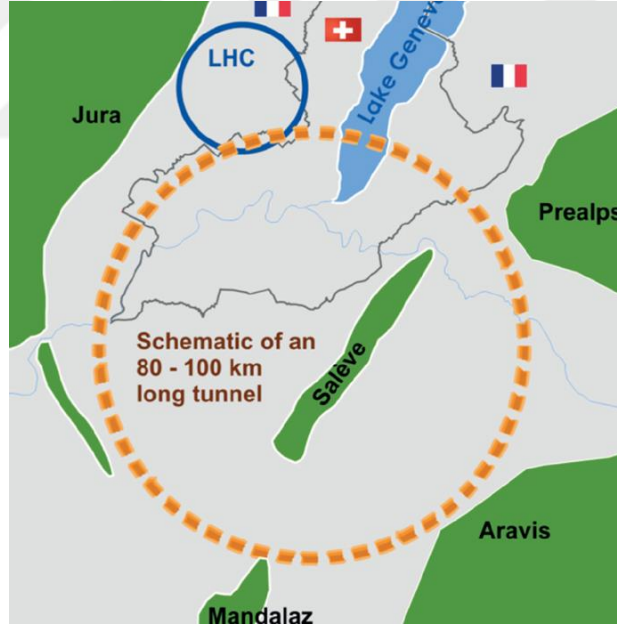 LHC
Lake Geneva
Jura
Prealps
Schematic of an
80 - 100 km
long tunnel
Salève
Aravis
Mandalaz